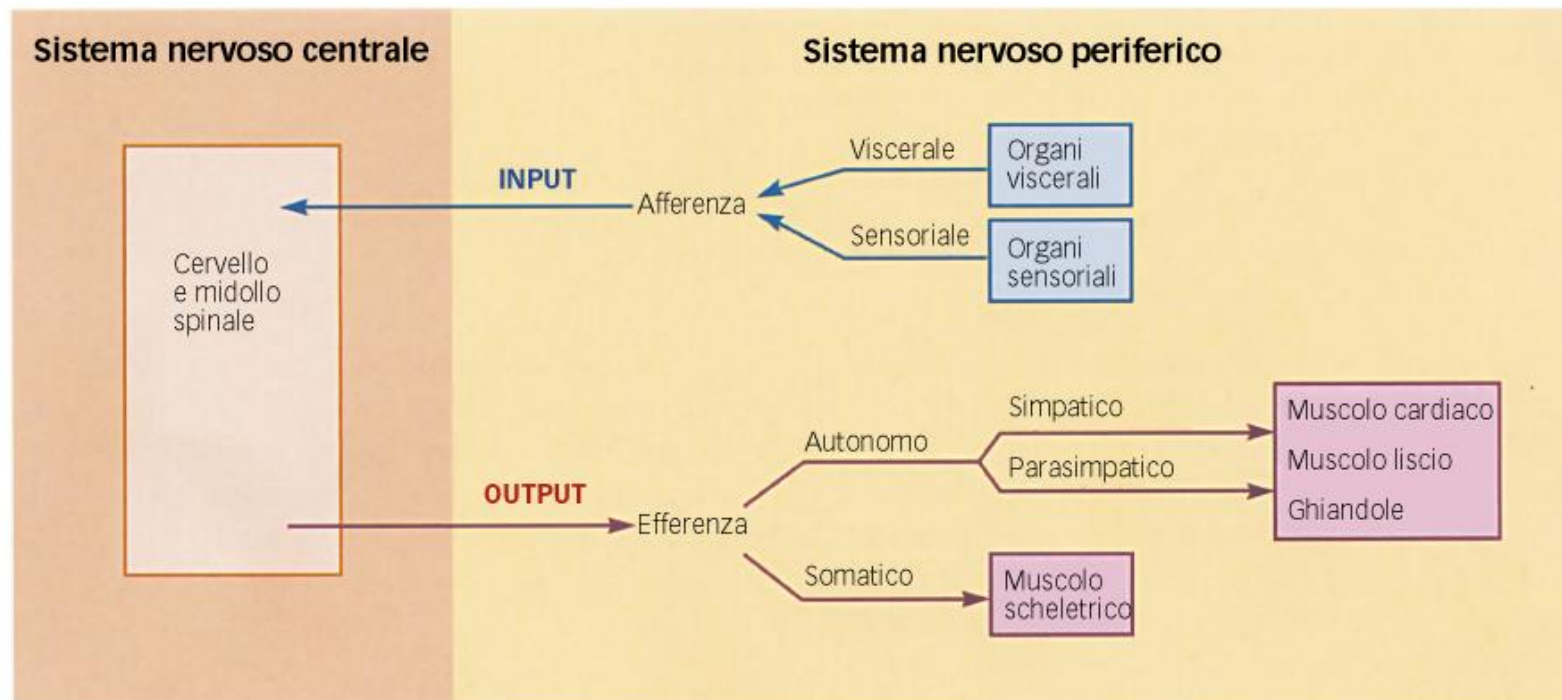 Sistema nervoso centrale
Sistema nervoso periferico
Viscerale
Organi
viscerali
INPUT
Afferenza
Sensoriale
Organi
sensoriali
Cervello
e midollo
spinale
Simpatico
Muscolo cardiaco
Autonomo
Muscolo liscio
Parasimpatico
OUTPUT
Ghiandole
Efferenza
Somatico
Muscolo
scheletrico